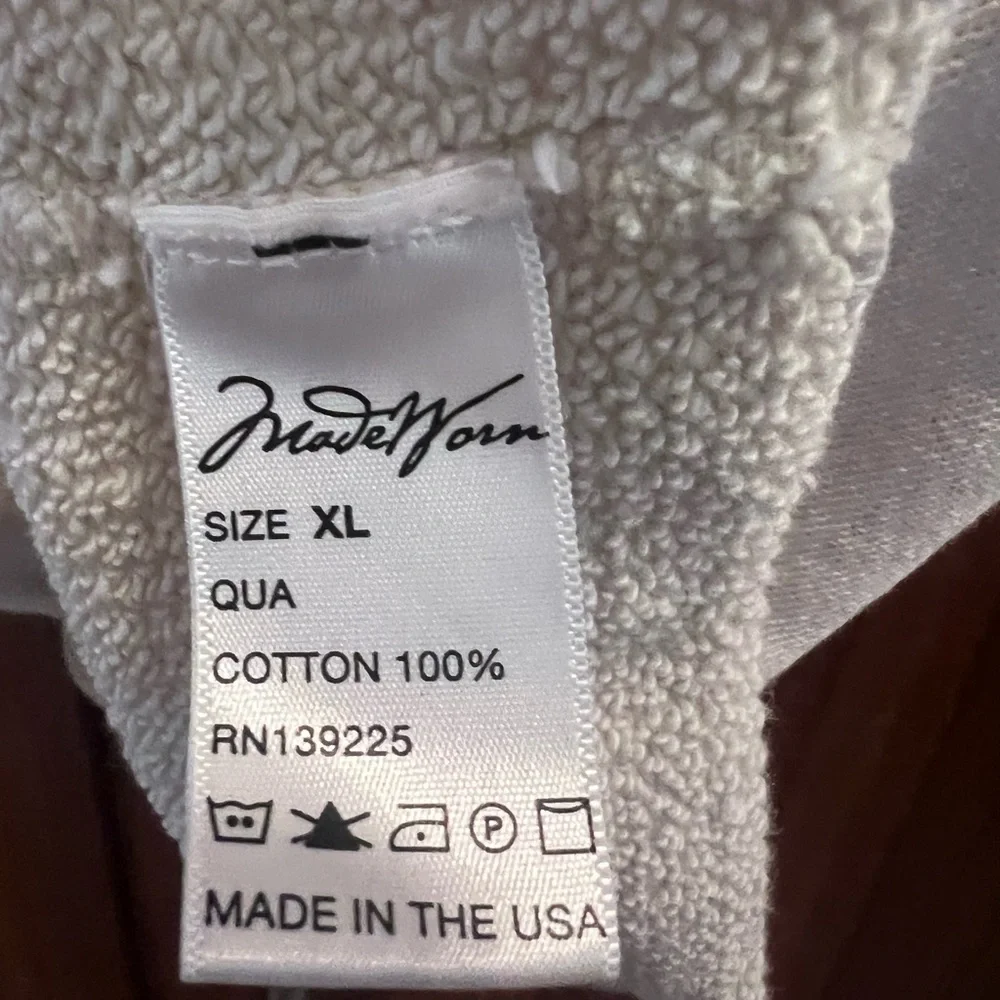 MadeWorn
SIZE XL
QUA
COTTON 100%
RN139225
P
MADE IN THE USA